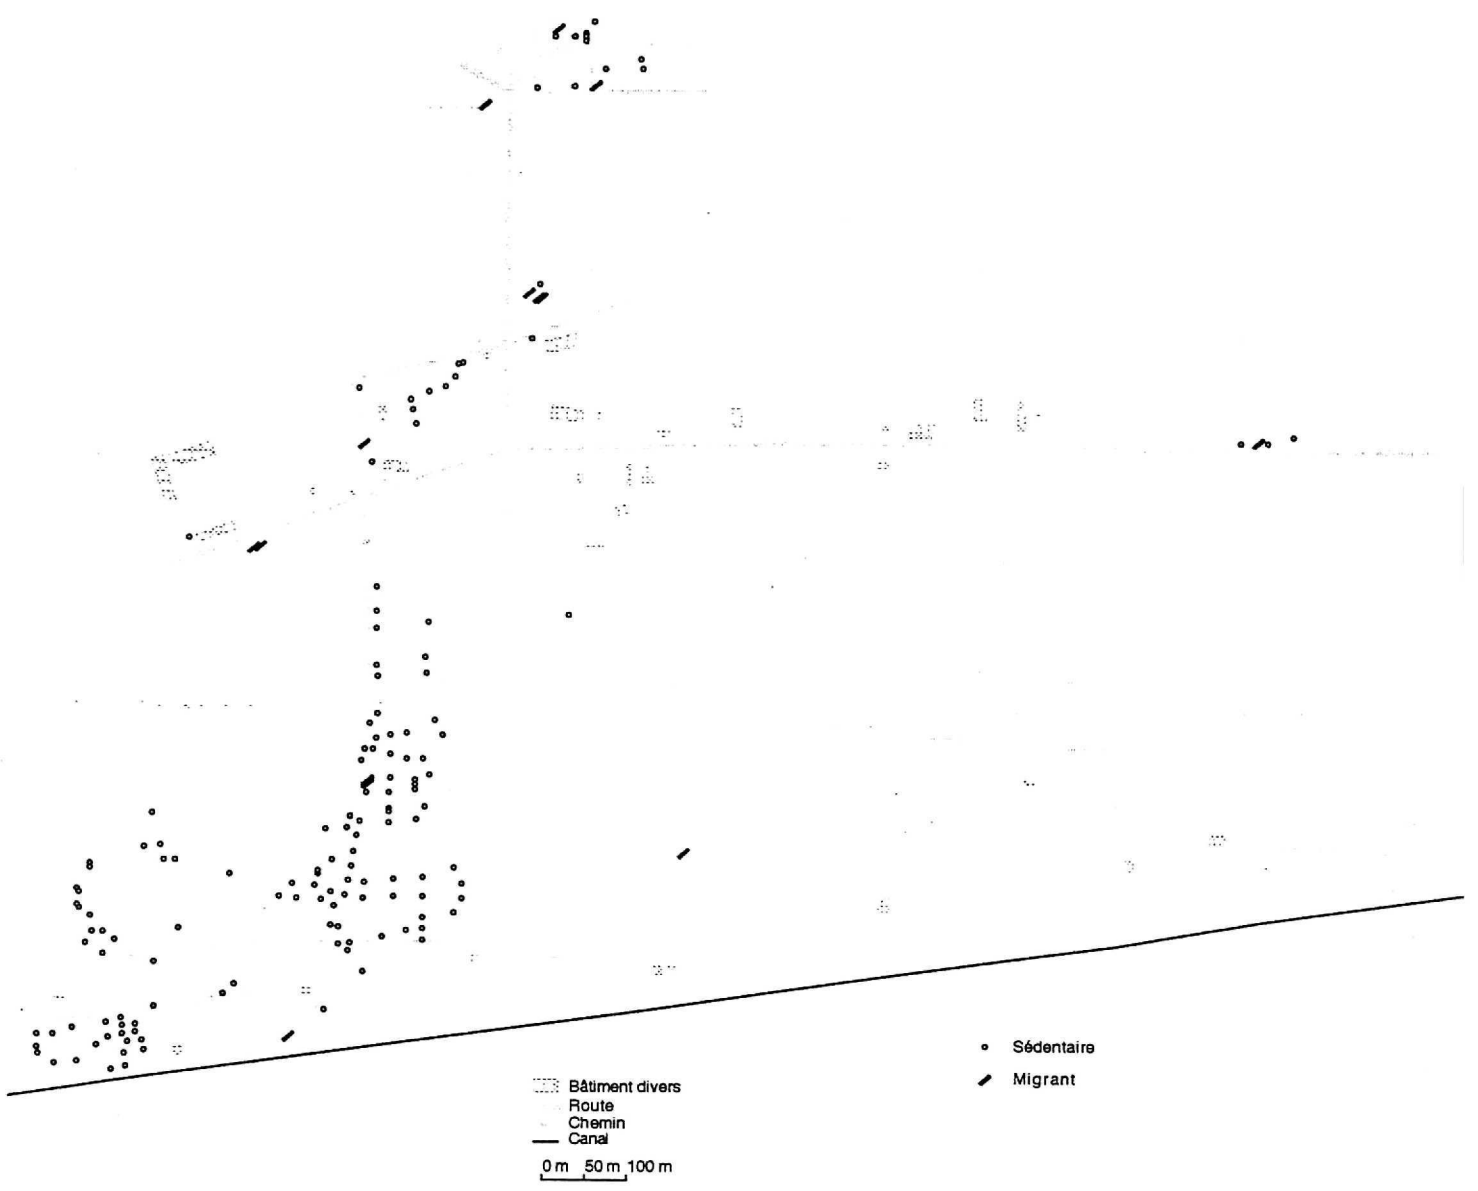 Sédentaire
Migrant
Bâtiment divers
Route
Chemin
Canal
0 m 50 m 100 m